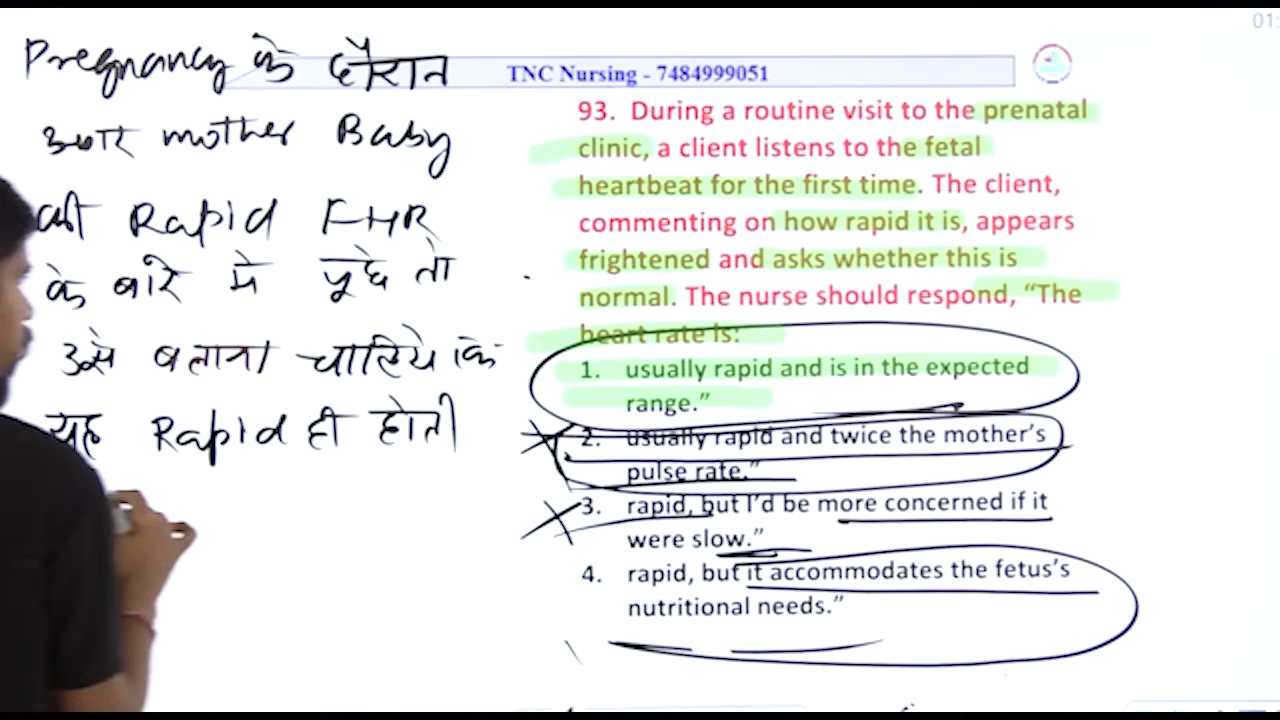 01:
TNC Nursing - 7484999051
Pregnancy के दौरान
अगर mother Baby
की Rapid FHR
के बारे मे पूछे तो
उसे बताना चाहिये कि
यह Rapid ही होती
93. During a routine visit to the prenatal
clinic, a client listens to the fetal
heartbeat for the first time. The client,
commenting on how rapid it is, appears
frightened and asks whether this is
normal. The nurse should respond, “The
heart rate is:
1. usually rapid and is in the expected
range.”
2. usually rapid and twice the mother’s
pulse rate.”
3. rapid, but I’d be more concerned if it
were slow.”
4. rapid, but it accommodates the fetus’s
nutritional needs.”